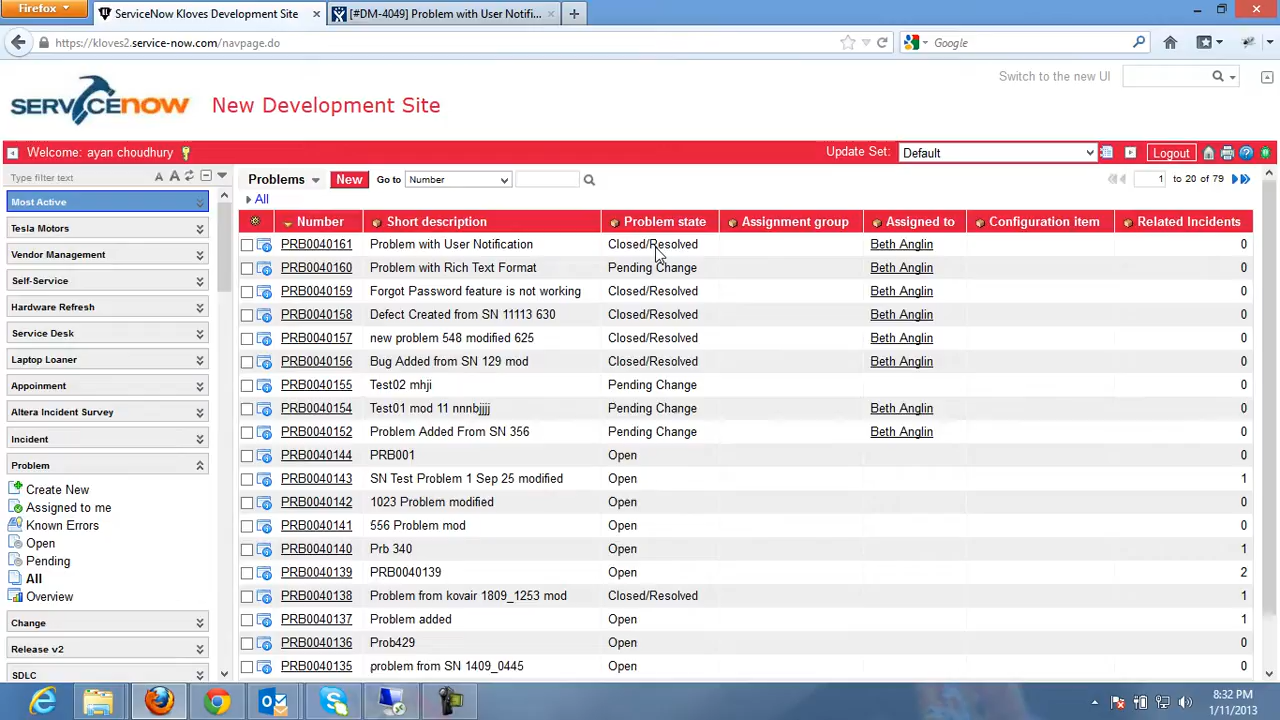 Firefox
ServiceNow Kloves Development Site
[#DM-4049] Problem with User Notifi...
https://kloves2.service-now.com/navpage.do
Google
SERVICENOW
New Development Site
Switch to the new UI
Welcome: ayan choudhury
Update Set:
Default
Logout
Type filter text
A A
Problems
New
Go to
Number
1 to 20 of 79
Most Active
All
Tesla Motors
Number Short description Problem state Assignment group Assigned to Configuration item Related Incidents
PRB0040161 Problem with User Notification Closed/Resolved Beth Anglin 0
Vendor Management
PRB0040160 Problem with Rich Text Format Pending Change Beth Anglin 0
Self-Service
PRB0040159 Forgot Password feature is not working Closed/Resolved Beth Anglin 0
Hardware Refresh
PRB0040158 Defect Created from SN 11113 630 Closed/Resolved Beth Anglin 0
Service Desk
PRB0040157 new problem 548 modified 625 Closed/Resolved Beth Anglin 0
Laptop Loaner
PRB0040156 Bug Added from SN 129 mod Closed/Resolved Beth Anglin 0
Appoinment
PRB0040155 Test02 mhji Pending Change 0
Altera Incident Survey
PRB0040154 Test01 mod 11 nnnbjjjj Pending Change Beth Anglin 0
Incident
PRB0040152 Problem Added From SN 356 Pending Change Beth Anglin 0
Problem
PRB0040144 PRB001 Open 0
Create New
PRB0040143 SN Test Problem 1 Sep 25 modified Open 1
Assigned to me
PRB0040142 1023 Problem modified Open 0
Known Errors
PRB0040141 556 Problem mod Open 0
Open
PRB0040140 Prb 340 Open 1
Pending
PRB0040139 PRB0040139 Open 2
All
PRB0040138 Problem from kovair 1809_1253 mod Closed/Resolved 1
Overview
PRB0040137 Problem added Open 1
Change
PRB0040136 Prob429 Open 0
Release v2
PRB0040135 problem from SN 1409_0445 Open 0
SDLC
8:32 PM
1/11/2013